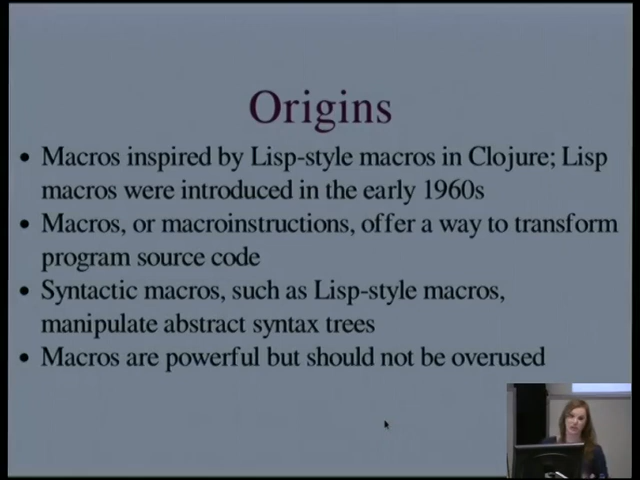 Origins
• Macros inspired by Lisp-style macros in Clojure; Lisp
macros were introduced in the early 1960s
• Macros, or macroinstructions, offer a way to transform
program source code
• Syntactic macros, such as Lisp-style macros,
manipulate abstract syntax trees
• Macros are powerful but should not be overused